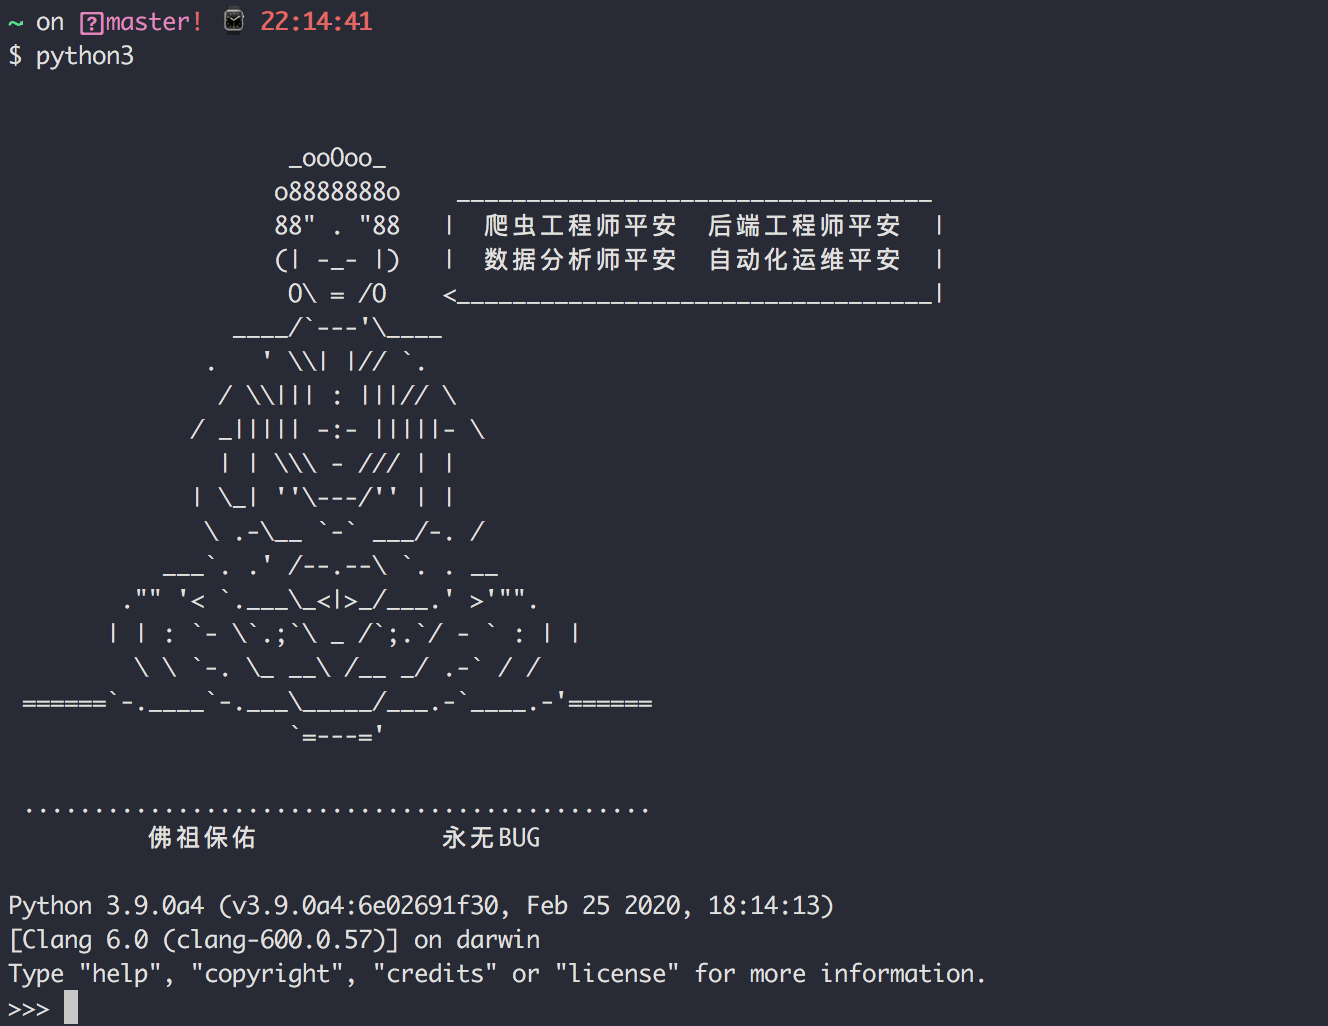 ~ on master! 22:14:41
$ python3
                    _ooOoo_
                   o8888888o    __________________________________
                   88" . "88   |  爬虫工程师平安  后端工程师平安  |
                   (| -_- |)   |  数据分析师平安  自动化运维平安  |
                    O\ = /O    <__________________________________|
                ____/`---'\____
              .   ' \\| |// `.
               / \\||| : |||// \
             / _||||| -:- |||||- \
               | | \\\ - /// | |
             | \_| ''\---/'' | |
              \ .-\__ `-` ___/-. /
           ___`. .' /--.--\ `. . __
        ."" '< `.___\_<|>_/___.' >'"".
       | | : `- \`.;`\ _ /`;.`/ - ` : | |
         \ \ `-. \_ __\ /__ _/ .-` / /
 ======`-.____`-.___\_____/___.-`____.-'======
                    `=---='
 .............................................
          佛祖保佑             永无BUG
Python 3.9.0a4 (v3.9.0a4:6e02691f30, Feb 25 2020, 18:14:13)
[Clang 6.0 (clang-600.0.57)] on darwin
Type "help", "copyright", "credits" or "license" for more information.
>>>